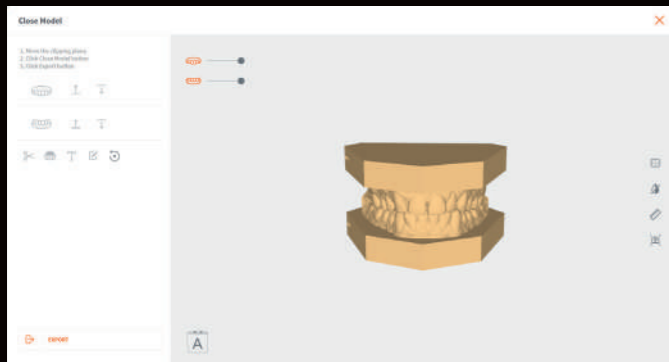 Close Model
1. Move the clipping plane
2. Click Close Model button
3. Click Export button
EXPORT
A